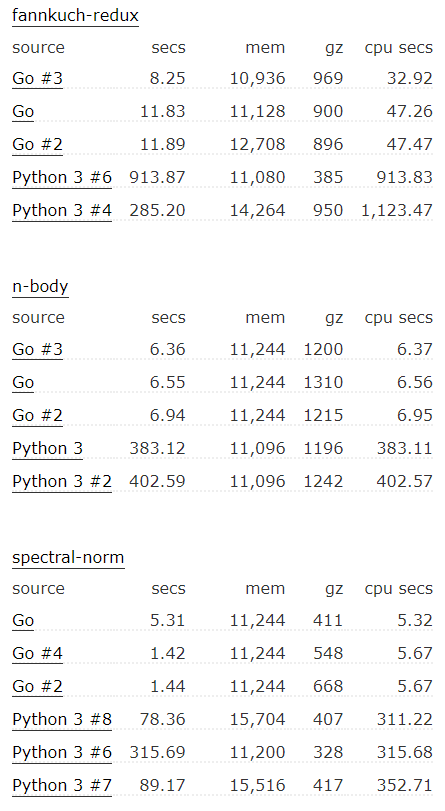 fannkuch-redux
source secs mem gz cpu secs
Go #3 8.25 10,936 969 32.92
Go 11.83 11,128 900 47.26
Go #2 11.89 12,708 896 47.47
Python 3 #6 913.87 11,080 385 913.83
Python 3 #4 285.20 14,264 950 1,123.47
n-body
source secs mem gz cpu secs
Go #3 6.36 11,244 1200 6.37
Go 6.55 11,244 1310 6.56
Go #2 6.94 11,244 1215 6.95
Python 3 383.12 11,096 1196 383.11
Python 3 #2 402.59 11,096 1242 402.57
spectral-norm
source secs mem gz cpu secs
Go 5.31 11,244 411 5.32
Go #4 1.42 11,244 548 5.67
Go #2 1.44 11,244 668 5.67
Python 3 #8 78.36 15,704 407 311.22
Python 3 #6 315.69 11,200 328 315.68
Python 3 #7 89.17 15,516 417 352.71